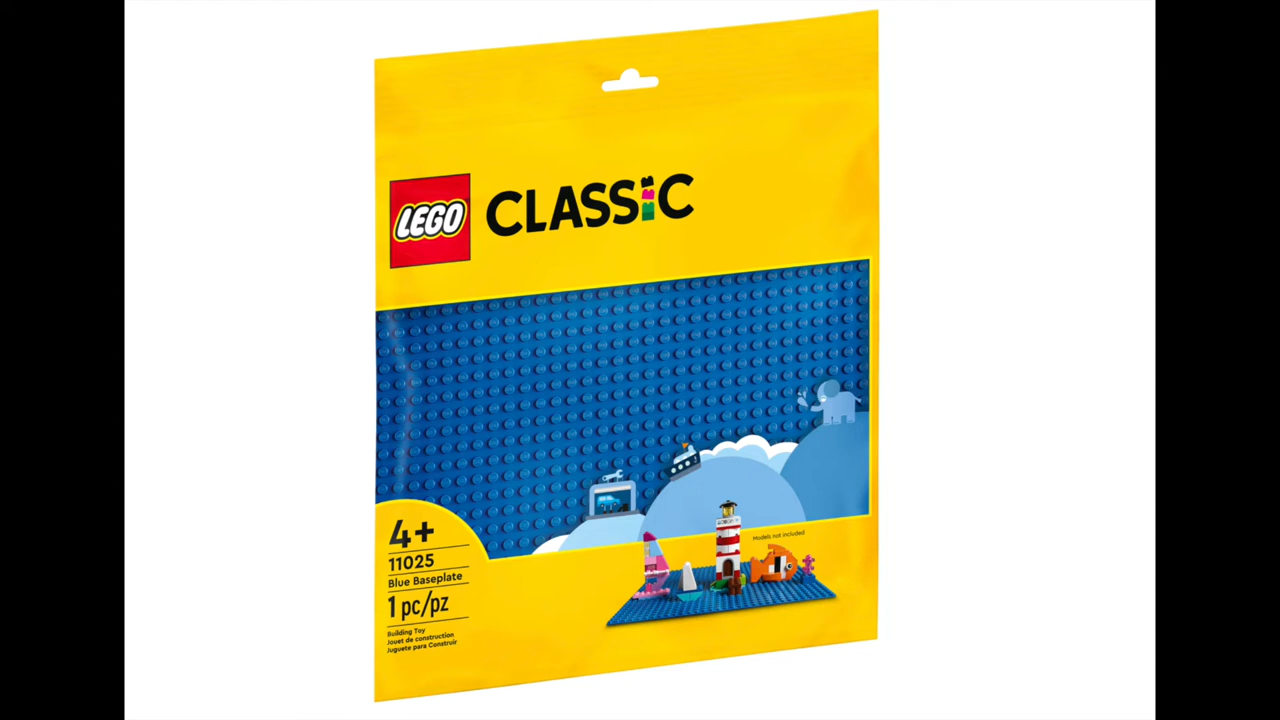 LEGO
CLASSIC
4+
11025
Blue Baseplate
1 pc/pz
Building Toy
Jouet de construction
Juguete para Construir
Models not included